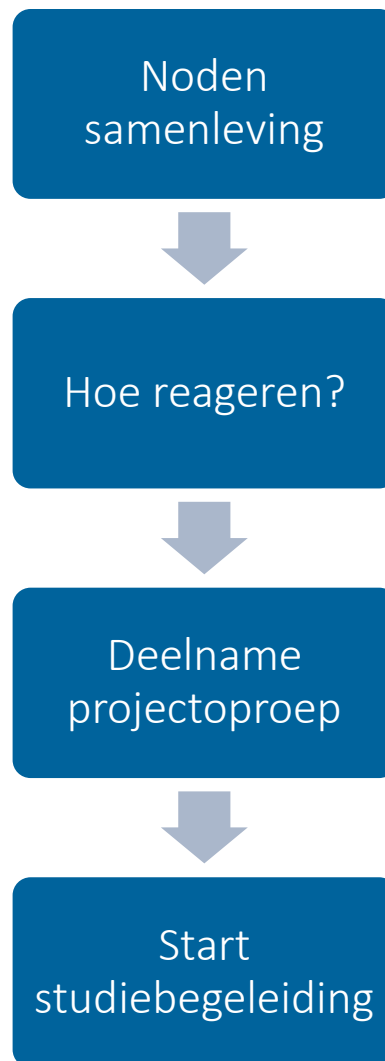 Noden
samenleving
Hoe reageren?
Deelname
projectoproep
Start
studiebegeleiding